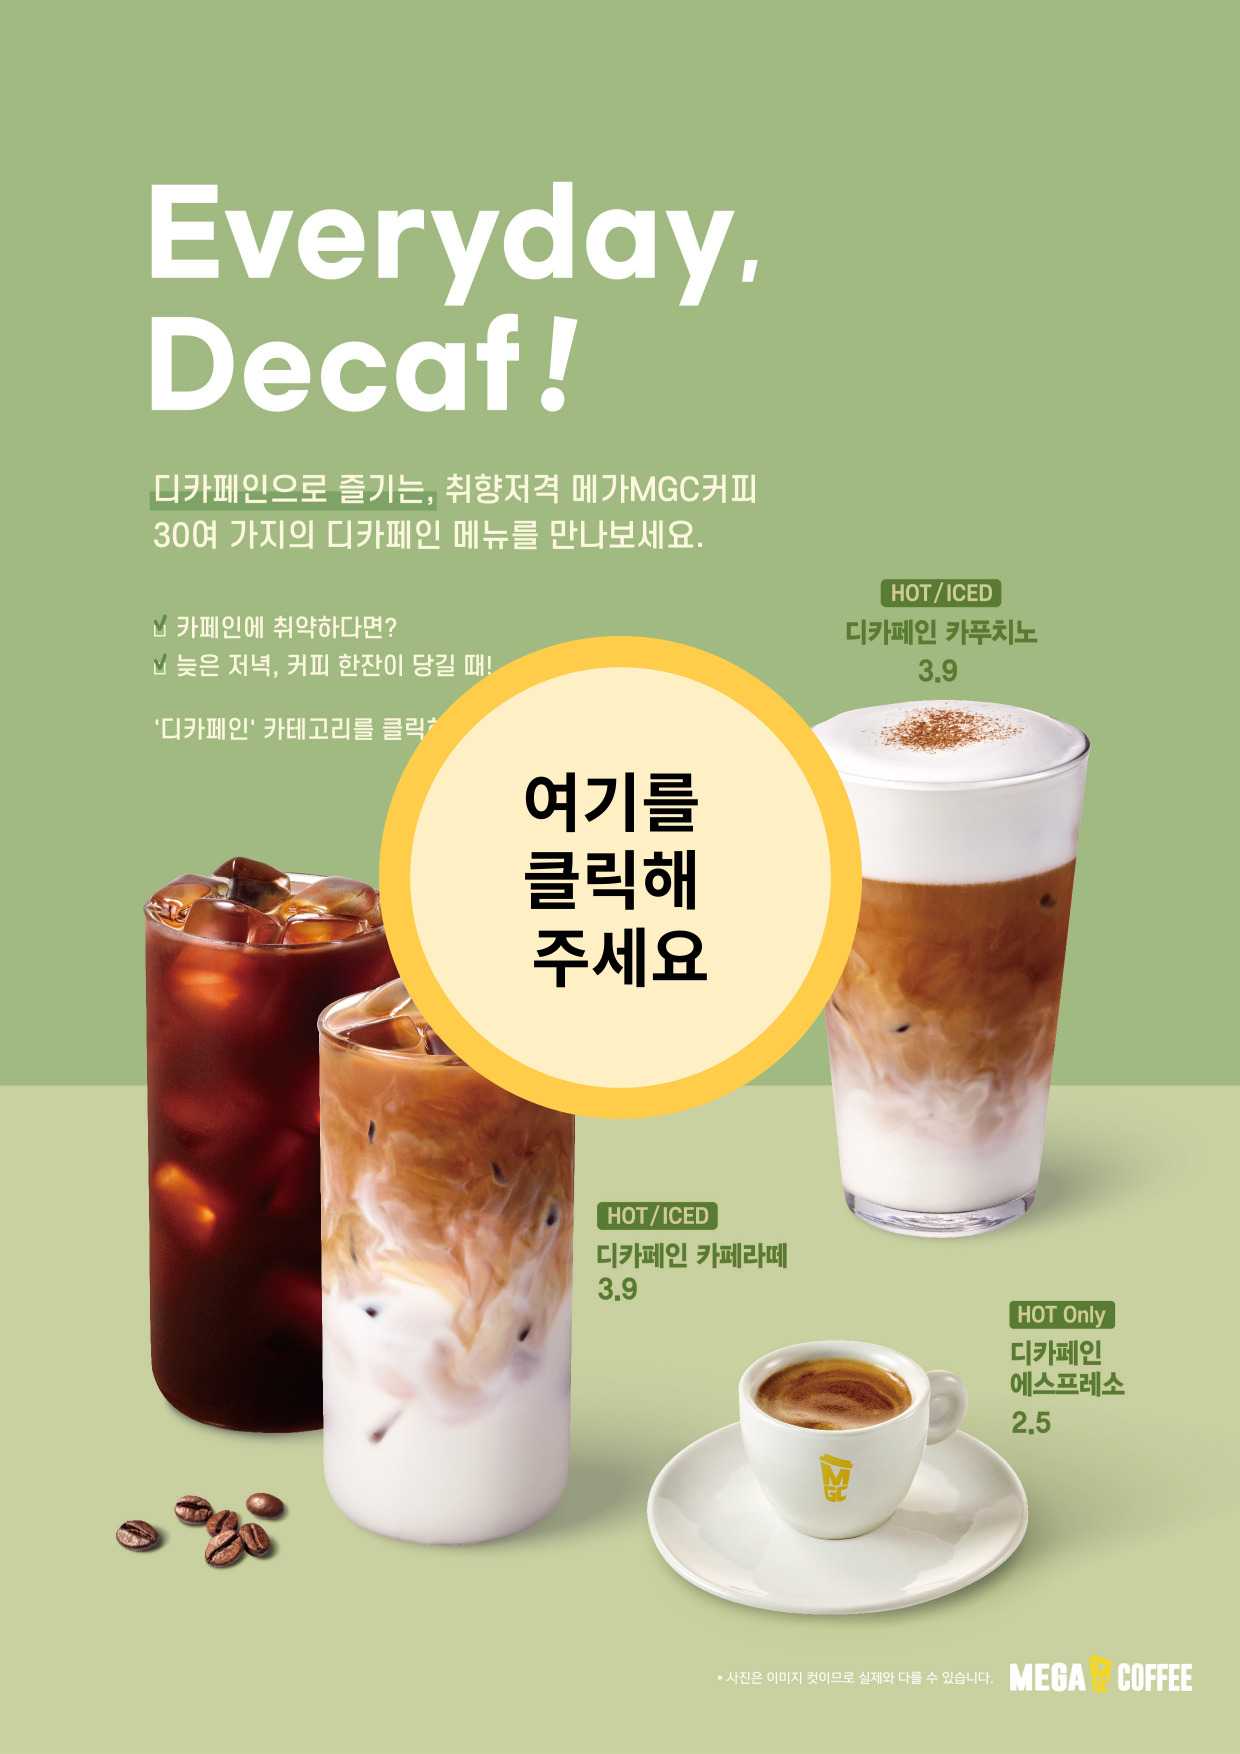 Everyday,
Decaf!
디카페인으로 즐기는, 취향저격 메가MGC커피
30여 가지의 디카페인 메뉴를 만나보세요.
카페인에 취약하다면?
늦은 저녁, 커피 한잔이 당길 때!
'디카페인' 카테고리를
HOT/ICED
디카페인 카푸치노
3.9
여기를
클릭해
주세요
HOT/ICED
디카페인 카페라떼
3.9
HOT Only
디카페인
에스프레소
2.5
MGC
* 사진은 이미지 컷이므로 실제와 다를 수 있습니다.
MEGA MGC COFFEE